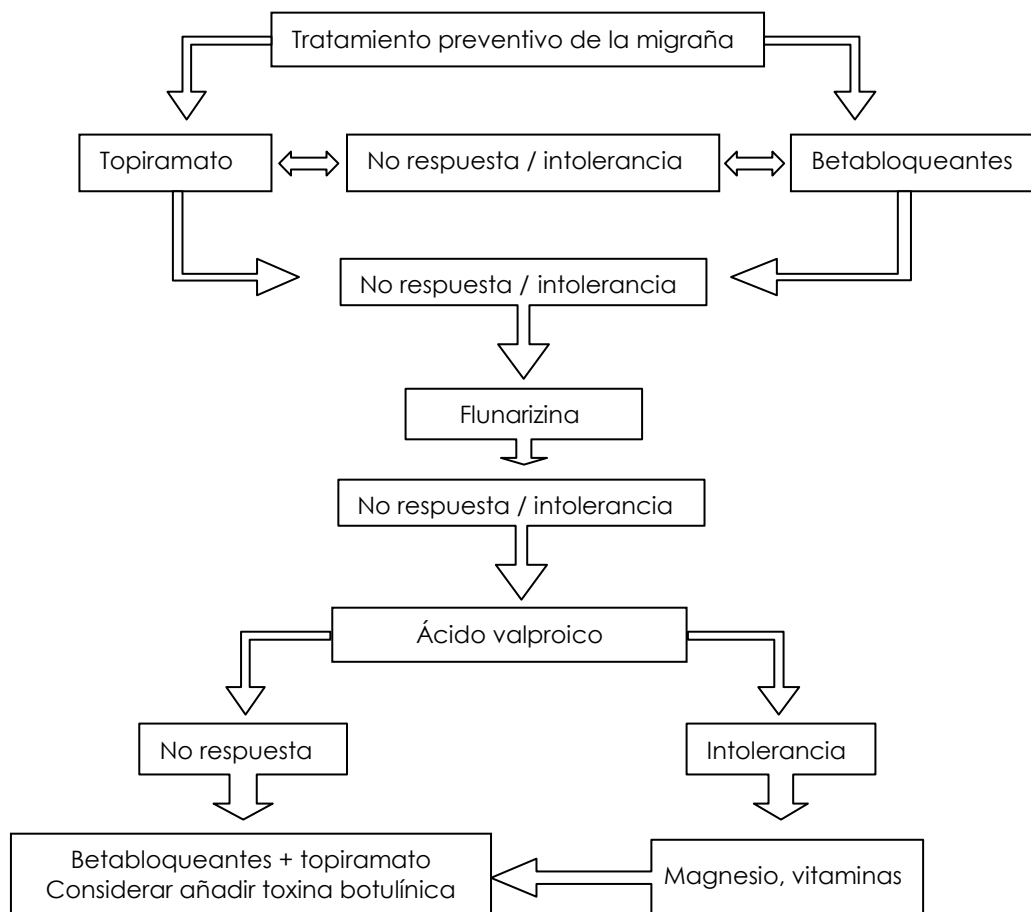 Tratamiento preventivo de la migraña
Topiramato
No respuesta / intolerancia
Betabloqueantes
No respuesta / intolerancia
Flunarizina
No respuesta / intolerancia
Ácido valproico
No respuesta
Intolerancia
Betabloqueantes + topiramato
Considerar añadir toxina botulínica
Magnesio, vitaminas